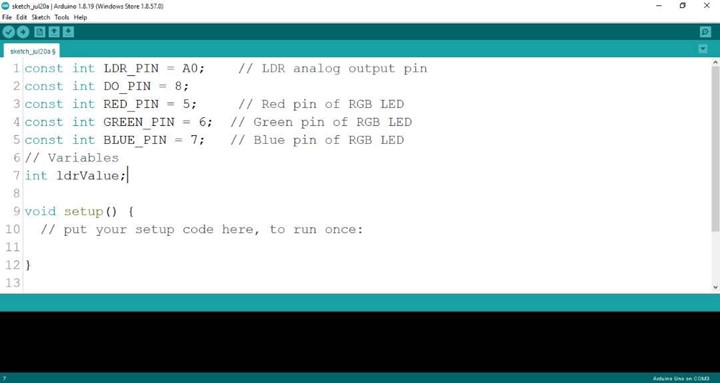 sketch_jul20a | Arduino 1.8.19 (Windows Store 1.8.57.0)
File Edit Sketch Tools Help
sketch_jul20a §
1 const int LDR_PIN = A0; // LDR analog output pin
2 const int DO_PIN = 8;
3 const int RED_PIN = 5; // Red pin of RGB LED
4 const int GREEN_PIN = 6; // Green pin of RGB LED
5 const int BLUE_PIN = 7; // Blue pin of RGB LED
6 // Variables
7 int ldrValue;
8
9 void setup() {
10 // put your setup code here, to run once:
11
12 }
13
7 Arduino Uno on COM3